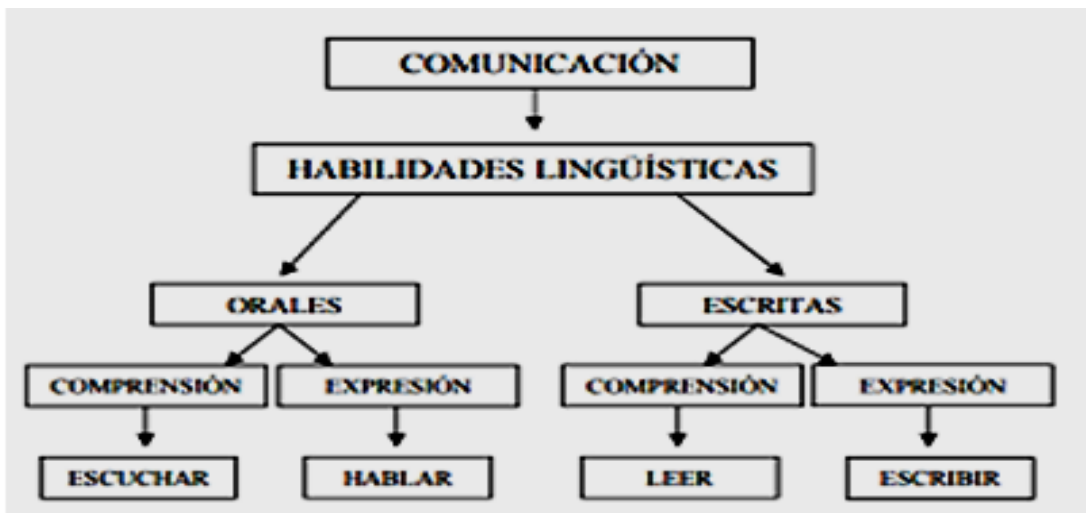 COMUNICACIÓN
HABILIDADES LINGÜÍSTICAS
ORALES
ESCRITAS
COMPRENSIÓN
EXPRESIÓN
COMPRENSIÓN
EXPRESIÓN
ESCUCHAR
HABLAR
LEER
ESCRIBIR